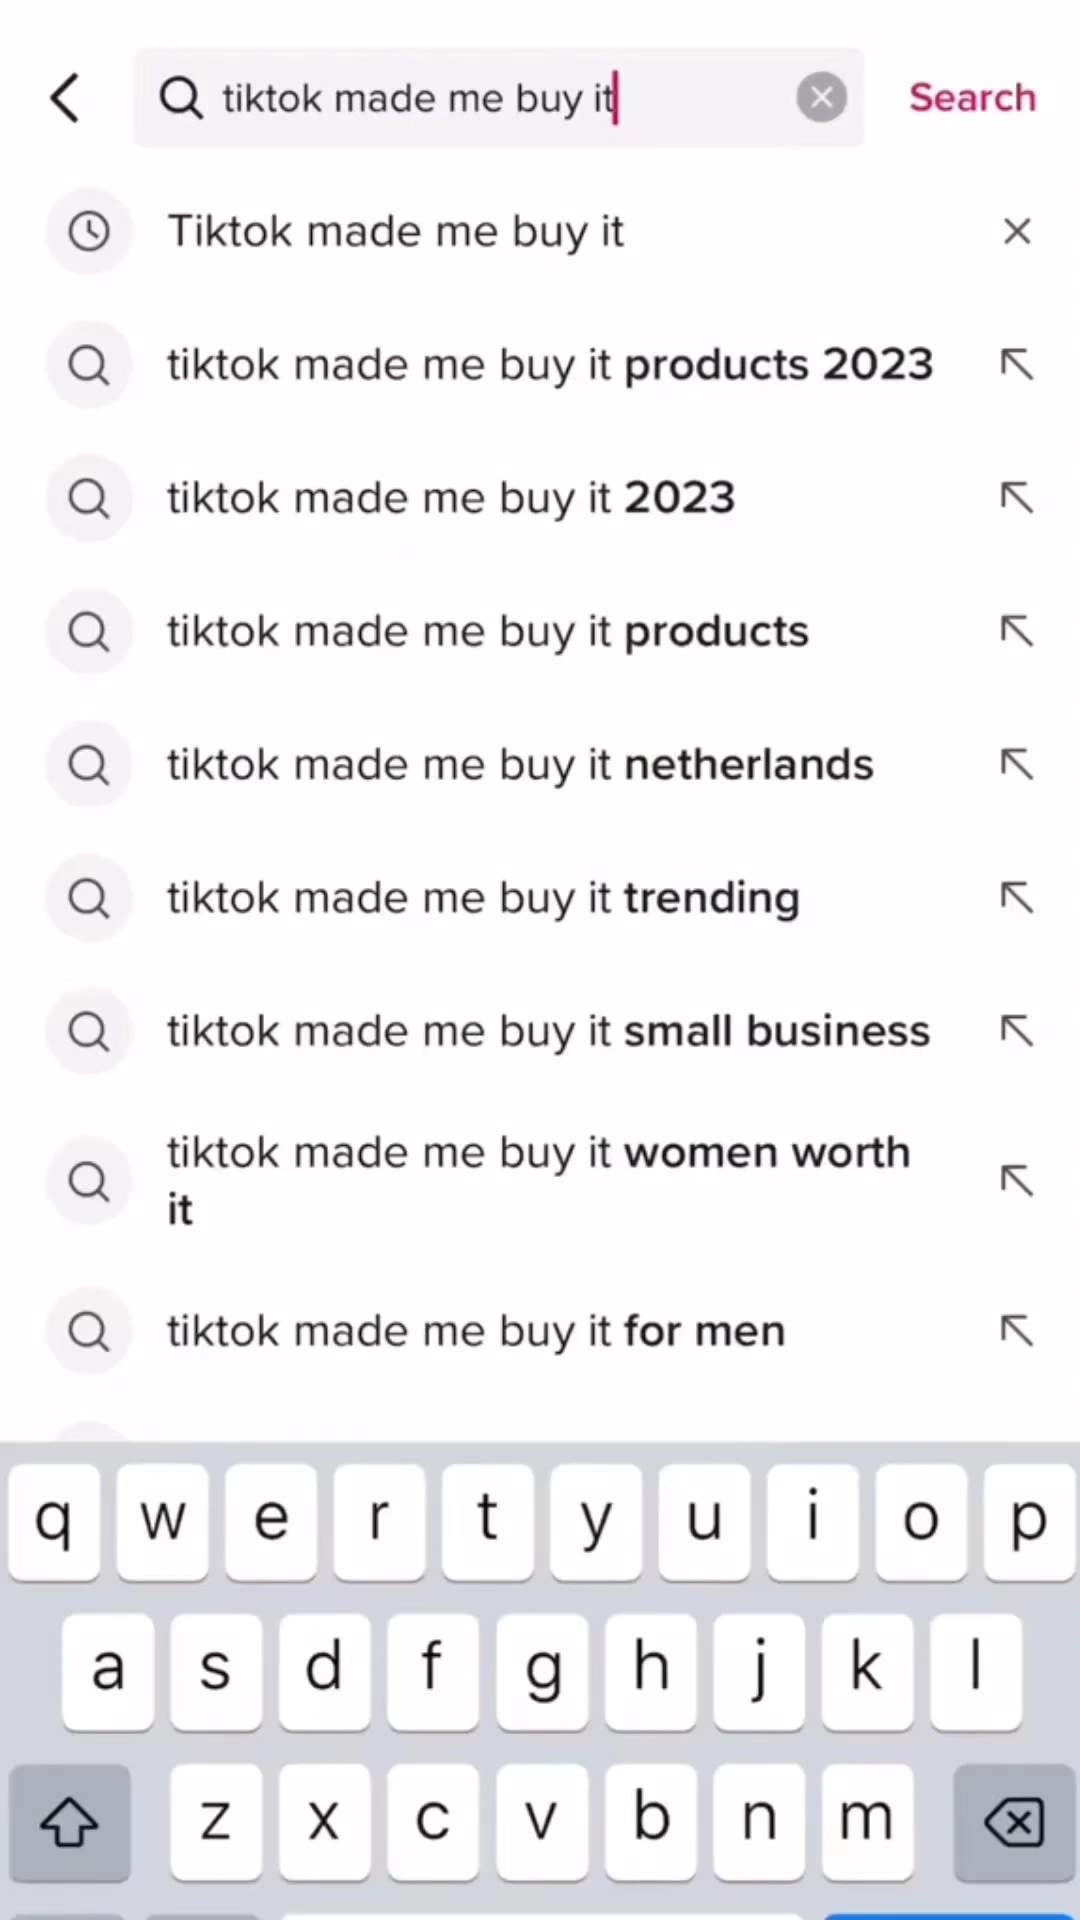 tiktok made me buy it
Search
Tiktok made me buy it
tiktok made me buy it products 2023
tiktok made me buy it 2023
tiktok made me buy it products
tiktok made me buy it netherlands
tiktok made me buy it trending
tiktok made me buy it small business
tiktok made me buy it women worth
it
tiktok made me buy it for men
q w e r t y u i o p
a s d f g h j k l
z x c v b n m